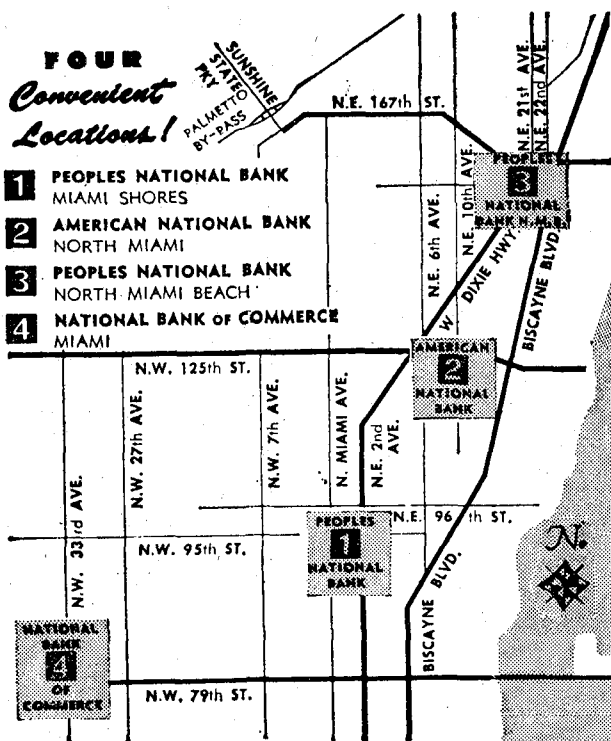 FOUR
Convenient
Locations!
1 PEOPLES NATIONAL BANK
MIAMI SHORES
2 AMERICAN NATIONAL BANK
NORTH MIAMI
3 PEOPLES NATIONAL BANK
NORTH MIAMI BEACH
4 NATIONAL BANK of COMMERCE
MIAMI
SUNSHINE
STATE
PKY
PALMETTO
BY-PASS
N.E. 167th ST.
N.E. 21st AVE.
N.E. 22nd AVE.
PEOPLES
3
NATIONAL
BANK N.M.B.
N.E. 6th AVE.
N.E. 10th AVE.
W DIXIE HWY
BISCAYNE BLVD.
AMERICAN
2
NATIONAL
BANK
N.W. 125th ST.
N.W. 33rd AVE.
N.W. 27th AVE.
N.W. 7th AVE.
N. MIAMI AVE.
N.E. 2nd
AVE.
N.E. 96th ST.
N.W. 95th ST.
PEOPLES
1
NATIONAL
BANK
BISCAYNE BLVD.
N.
NATIONAL
BANK
4
OF
COMMERCE
N.W. 79th ST.